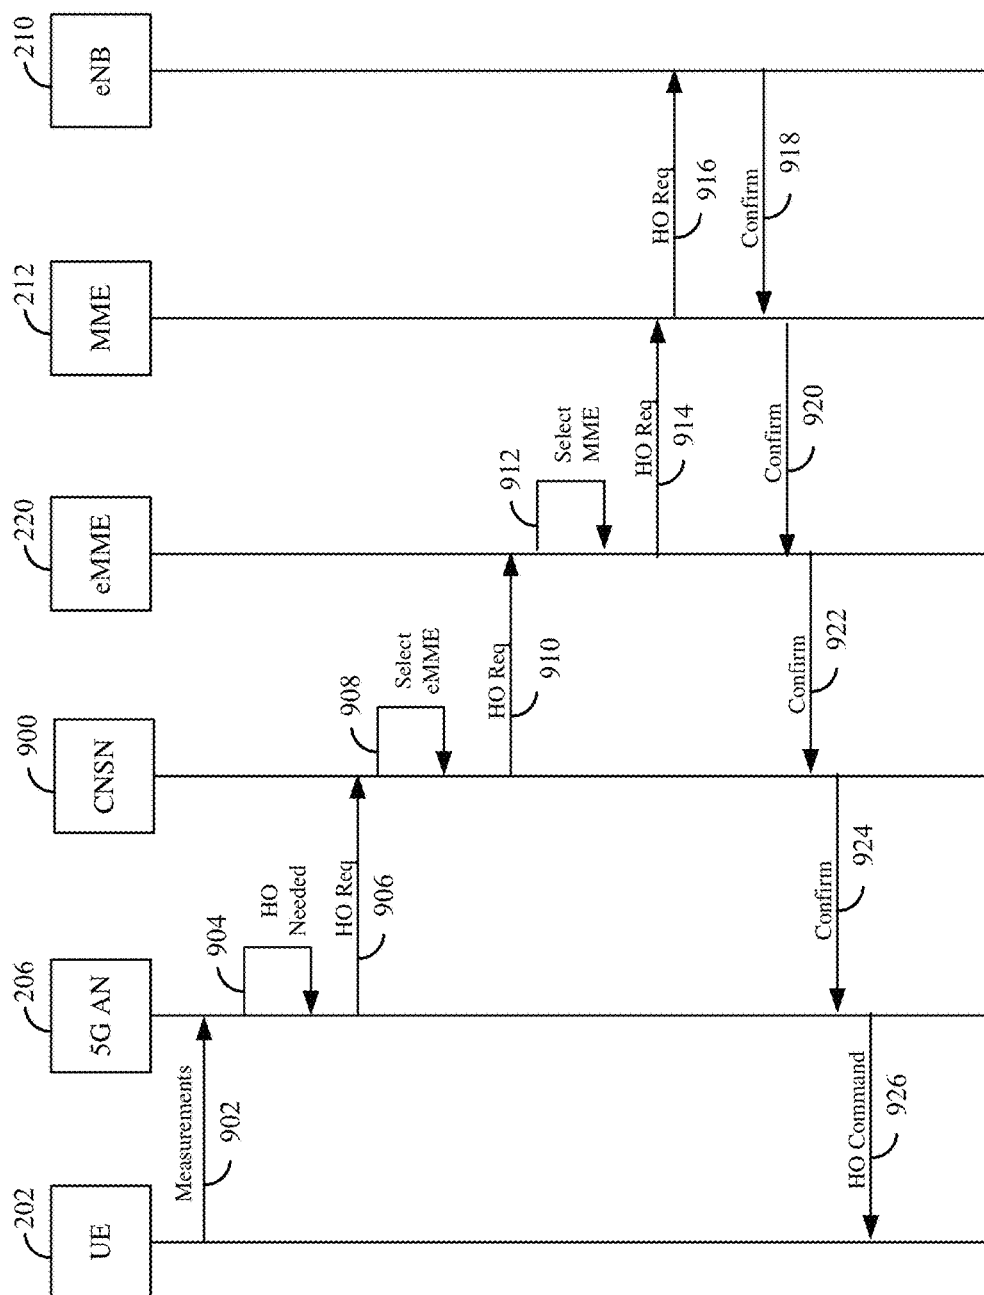 202
UE
206
5G AN
900
CNSN
220
eMME
212
MME
210
eNB
Measurements
902
904
HO
Needed
HO Req
906
908
Select
eMME
HO Req
910
912
Select
MME
HO Req
914
HO Req
916
Confirm
918
Confirm
920
Confirm
922
Confirm
924
HO Command
926